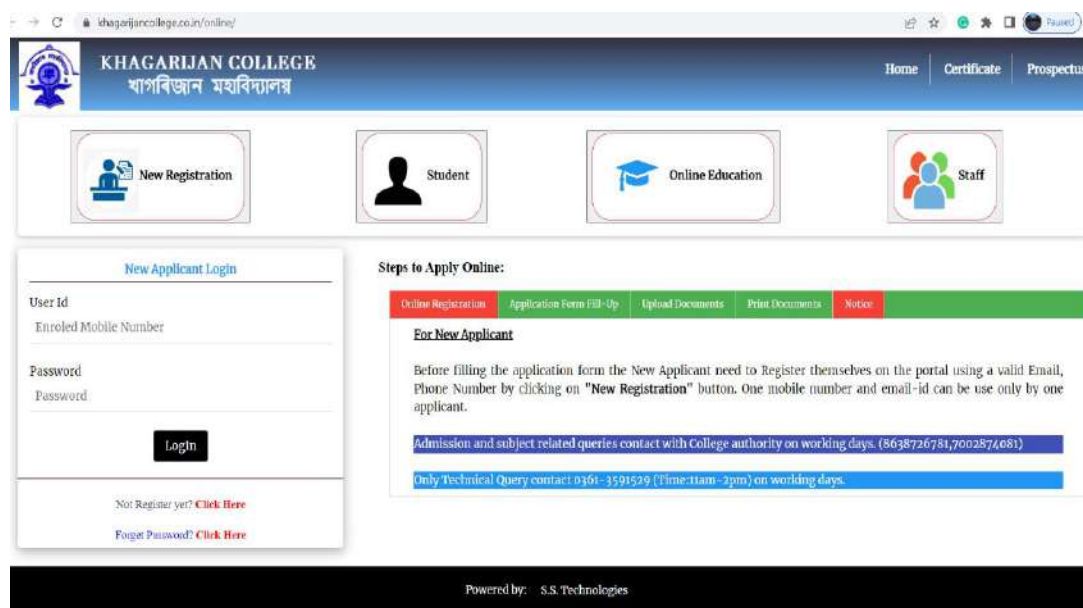 khagarijancollege.co.in/online/
Paused
KHAGARIJAN COLLEGE
খাগৰিজান মহাবিদ্যালয়
Home
Certificate
Prospectus
New Registration
Student
Online Education
Staff
New Applicant Login
User Id
Enroled Mobile Number
Password
Password
Login
Not Register yet? Click Here
Forget Password? Click Here
Steps to Apply Online:
Online Registration
Application Form Fill-Up
Upload Documents
Print Documents
Notice
For New Applicant
Before filling the application form the New Applicant need to Register themselves on the portal using a valid Email,
Phone Number by clicking on "New Registration" button. One mobile number and email-id can be use only by one
applicant.
Admission and subject related queries contact with College authority on working days. (8638726781,7002874081)
Only Technical Query contact 0361-3591529 (Time:11am-2pm) on working days.
Powered by: S.S. Technologies